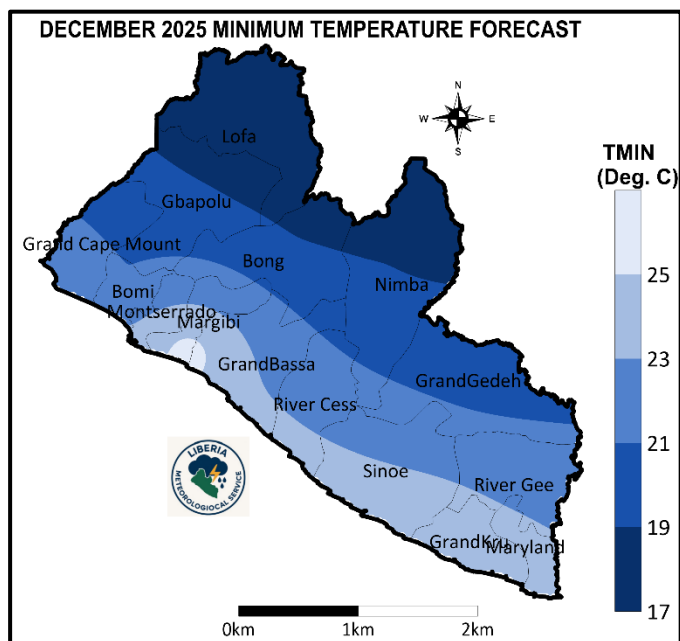 DECEMBER 2025 MINIMUM TEMPERATURE FORECAST
N
W E
S
TMIN
(Deg. C)
Lofa
Gbapolu
Grand Cape Mount
Bong
Nimba
Bomi
Montserrado
Margibi
GrandBassa
GrandGedeh
River Cess
Sinoe
River Gee
GrandKru
Maryland
25
23
21
19
17
LIBERIA
METEOROLOGIOCAL SERVICE
0km 1km 2km